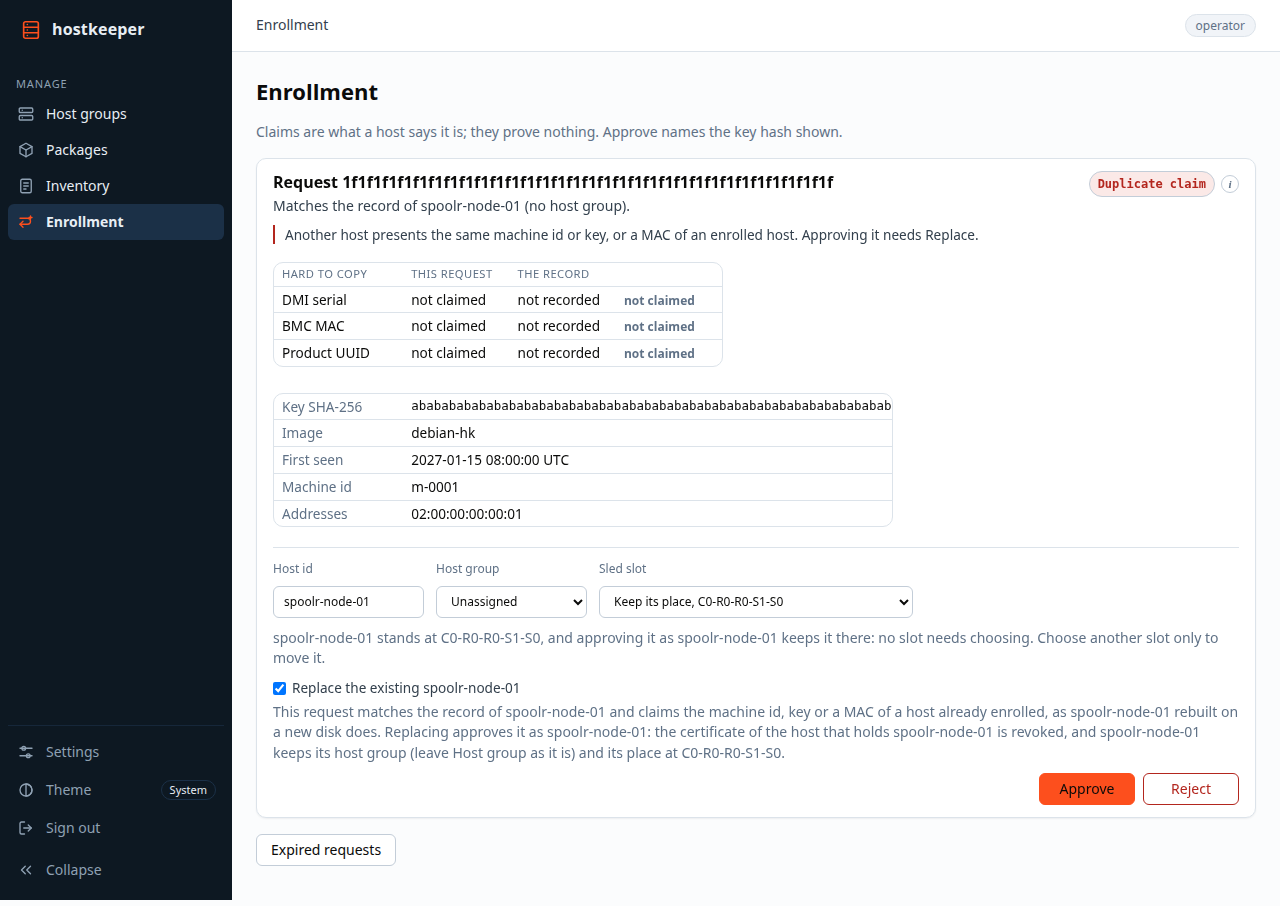 hostkeeper
MANAGE
Host groups
Packages
Inventory
Enrollment
Settings
Theme
System
Sign out
Collapse
Enrollment
operator
Enrollment
Claims are what a host says it is; they prove nothing. Approve names the key hash shown.
Request 1f1f1f1f1f1f1f1f1f1f1f1f1f1f1f1f1f1f1f1f1f1f1f1f1f1f1f1f1f1f1f1f
Duplicate claim
i
Matches the record of spoolr-node-01 (no host group).
Another host presents the same machine id or key, or a MAC of an enrolled host. Approving it needs Replace.
HARD TO COPY THIS REQUEST THE RECORD
DMI serial not claimed not recorded not claimed
BMC MAC not claimed not recorded not claimed
Product UUID not claimed not recorded not claimed
Key SHA-256 abababababababababababababababababababababababababababababababab
Image debian-hk
First seen 2027-01-15 08:00:00 UTC
Machine id m-0001
Addresses 02:00:00:00:00:01
Host id Host group Sled slot
spoolr-node-01 Unassigned Keep its place, C0-R0-R0-S1-S0
spoolr-node-01 stands at C0-R0-R0-S1-S0, and approving it as spoolr-node-01 keeps it there: no slot needs choosing. Choose another slot only to
move it.
Replace the existing spoolr-node-01
This request matches the record of spoolr-node-01 and claims the machine id, key or a MAC of a host already enrolled, as spoolr-node-01 rebuilt on
a new disk does. Replacing approves it as spoolr-node-01: the certificate of the host that holds spoolr-node-01 is revoked, and spoolr-node-01
keeps its host group (leave Host group as it is) and its place at C0-R0-R0-S1-S0.
Approve
Reject
Expired requests